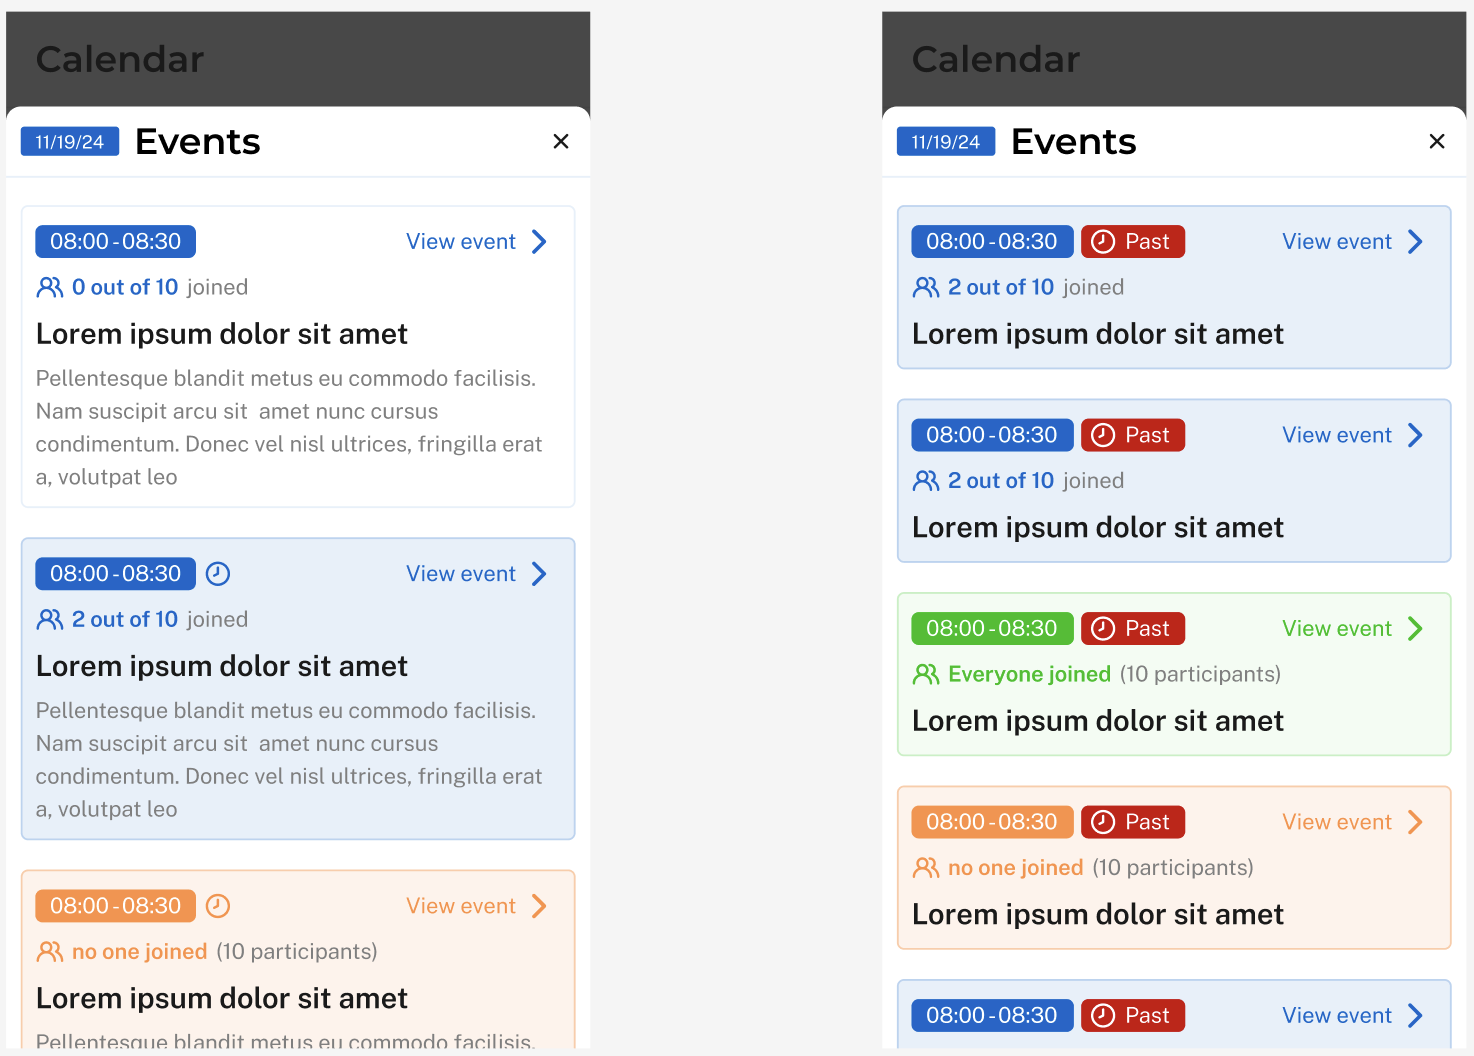 Calendar
11/19/24 Events
08:00 - 08:30 View event
0 out of 10 joined
Lorem ipsum dolor sit amet
Pellentesque blandit metus eu commodo facilisis.
Nam suscipit arcu sit  amet nunc cursus
condimentum. Donec vel nisl ultrices, fringilla erat
a, volutpat leo
08:00 - 08:30 View event
2 out of 10 joined
Lorem ipsum dolor sit amet
Pellentesque blandit metus eu commodo facilisis.
Nam suscipit arcu sit  amet nunc cursus
condimentum. Donec vel nisl ultrices, fringilla erat
a, volutpat leo
08:00 - 08:30 View event
no one joined (10 participants)
Lorem ipsum dolor sit amet
Pellentesque blandit metus eu commodo facilisis.
Calendar
11/19/24 Events
08:00 - 08:30 Past View event
2 out of 10 joined
Lorem ipsum dolor sit amet
08:00 - 08:30 Past View event
2 out of 10 joined
Lorem ipsum dolor sit amet
08:00 - 08:30 Past View event
Everyone joined (10 participants)
Lorem ipsum dolor sit amet
08:00 - 08:30 Past View event
no one joined (10 participants)
Lorem ipsum dolor sit amet
08:00 - 08:30 Past View event